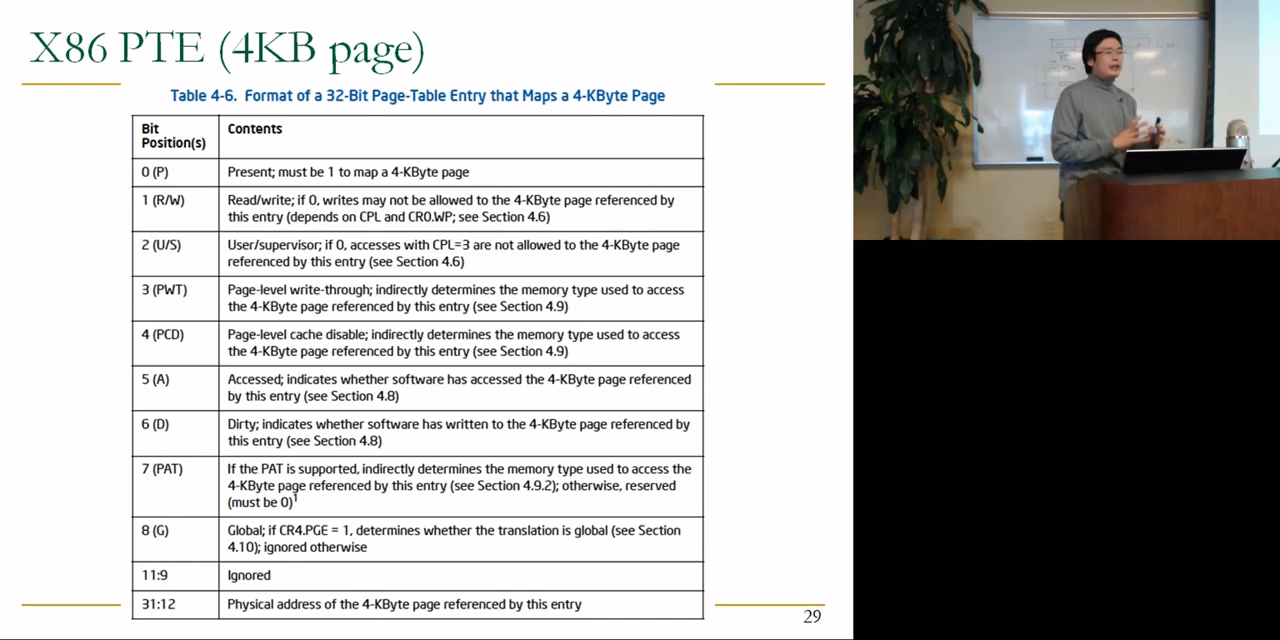 X86 PTE (4KB page)
Table 4-6. Format of a 32-Bit Page-Table Entry that Maps a 4-KByte Page
Bit Position(s)
Contents
0 (P)
Present; must be 1 to map a 4-KByte page
1 (R/W)
Read/write; if 0, writes may not be allowed to the 4-KByte page referenced by
this entry (depends on CPL and CR0.WP; see Section 4.6)
2 (U/S)
User/supervisor; if 0, accesses with CPL=3 are not allowed to the 4-KByte page
referenced by this entry (see Section 4.6)
3 (PWT)
Page-level write-through; indirectly determines the memory type used to access
the 4-KByte page referenced by this entry (see Section 4.9)
4 (PCD)
Page-level cache disable; indirectly determines the memory type used to access
the 4-KByte page referenced by this entry (see Section 4.9)
5 (A)
Accessed; indicates whether software has accessed the 4-KByte page referenced
by this entry (see Section 4.8)
6 (D)
Dirty; indicates whether software has written to the 4-KByte page referenced by
this entry (see Section 4.8)
7 (PAT)
If the PAT is supported, indirectly determines the memory type used to access the
4-KByte page referenced by this entry (see Section 4.9.2); otherwise, reserved
(must be 0)1
8 (G)
Global; if CR4.PGE = 1, determines whether the translation is global (see Section
4.10); ignored otherwise
11:9
Ignored
31:12
Physical address of the 4-KByte page referenced by this entry
29